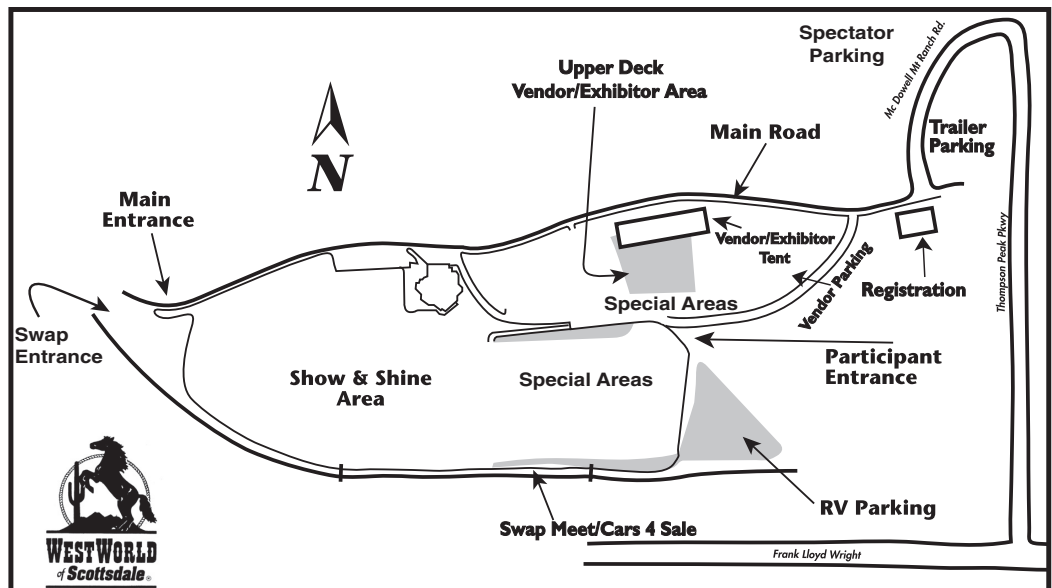 Spectator
Parking
Mc Dowell Mt Ranch Rd.
Upper Deck
Vendor/Exhibitor Area
Main Road
Trailer
Parking
N
Main
Entrance
Vendor/Exhibitor
Tent
Vendor Parking
Registration
Thompson Peak Pkwy
Special Areas
Swap
Entrance
Participant
Entrance
Show & Shine
Area
Special Areas
RV Parking
Swap Meet/Cars 4 Sale
WESTWORLD
of Scottsdale®
Frank Lloyd Wright